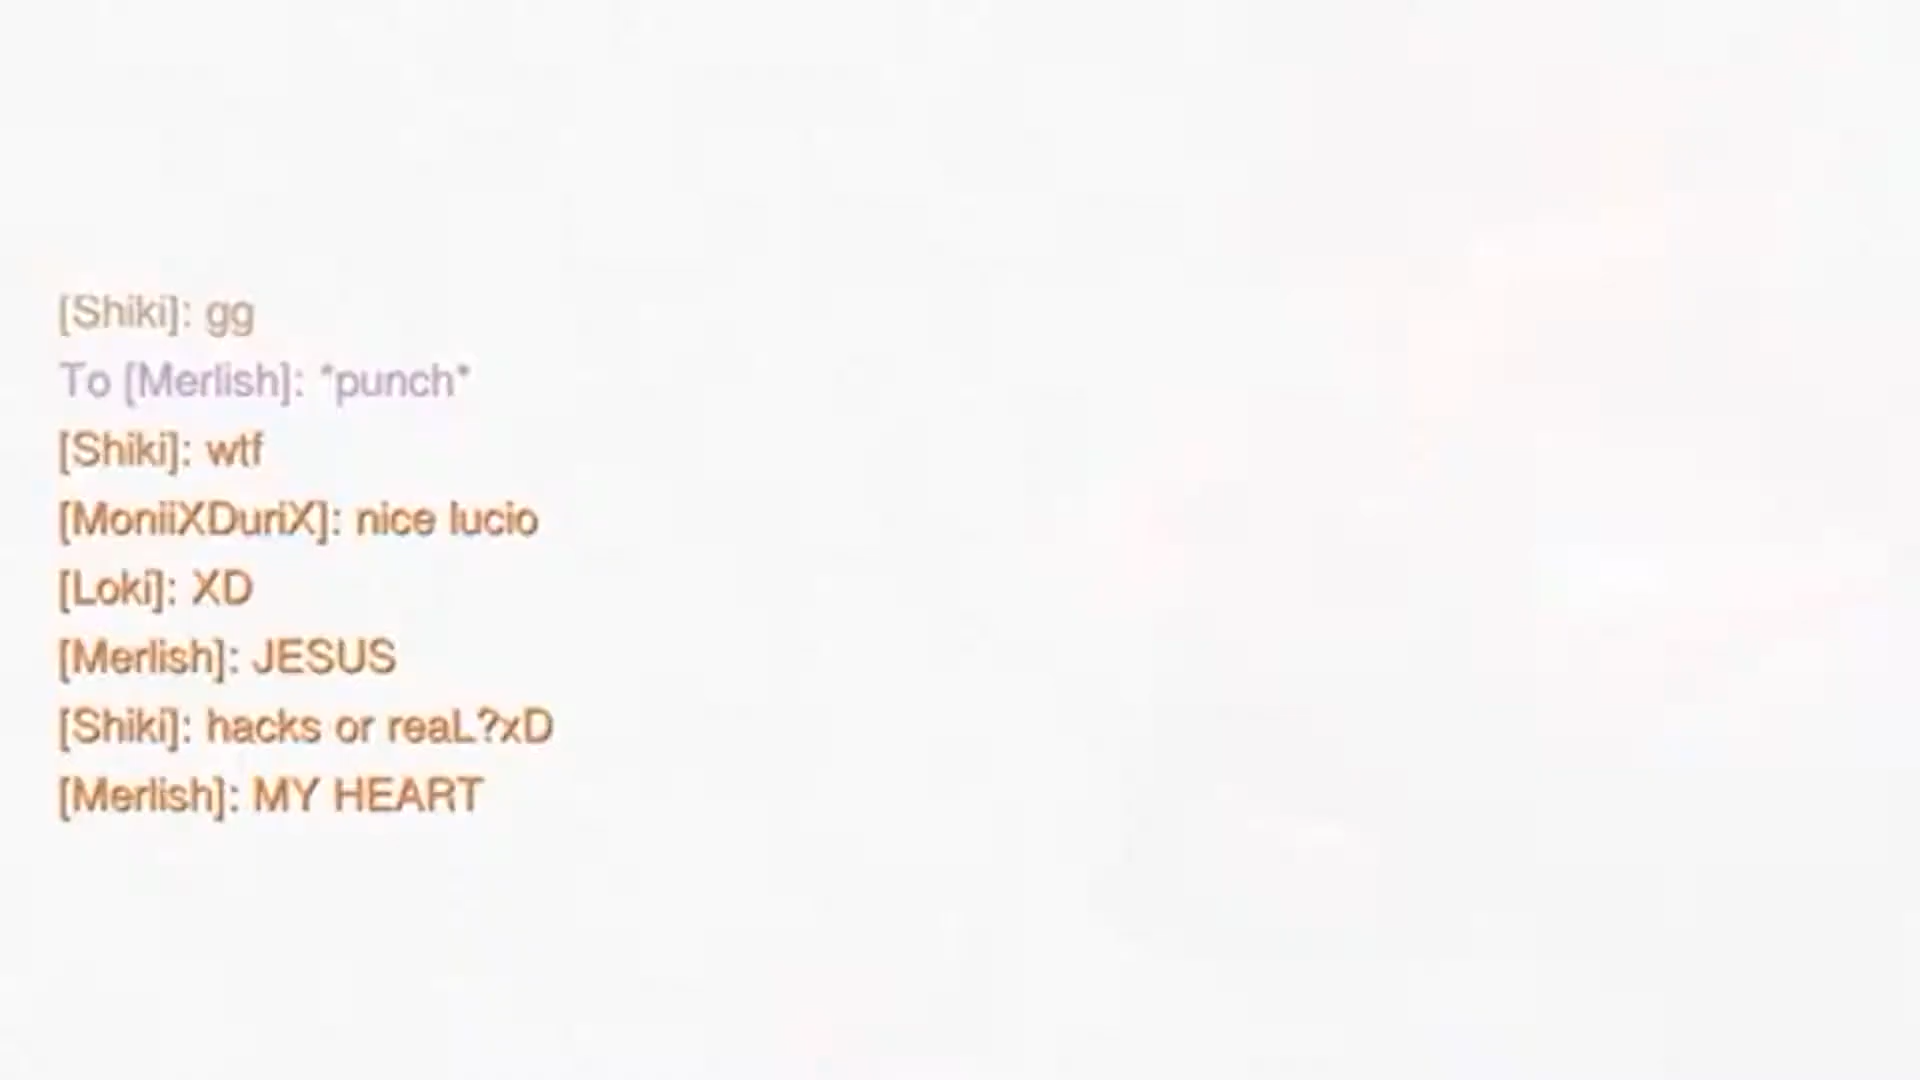 [Shiki]: gg
To [Merlish]: *punch*
[Shiki]: wtf
[MoniiXDuriX]: nice lucio
[Loki]: XD
[Merlish]: JESUS
[Shiki]: hacks or reaL?xD
[Merlish]: MY HEART